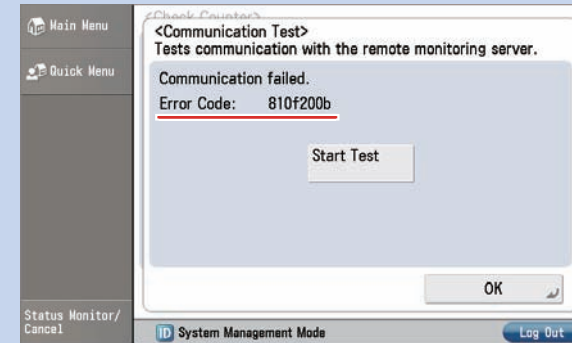 Main Menu
Quick Menu
Status Monitor/
Cancel
<Check Counter>
<Communication Test>
Tests communication with the remote monitoring server.
Communication failed.
Error Code: 810f200b
Start Test
OK
ID System Management Mode
Log Out